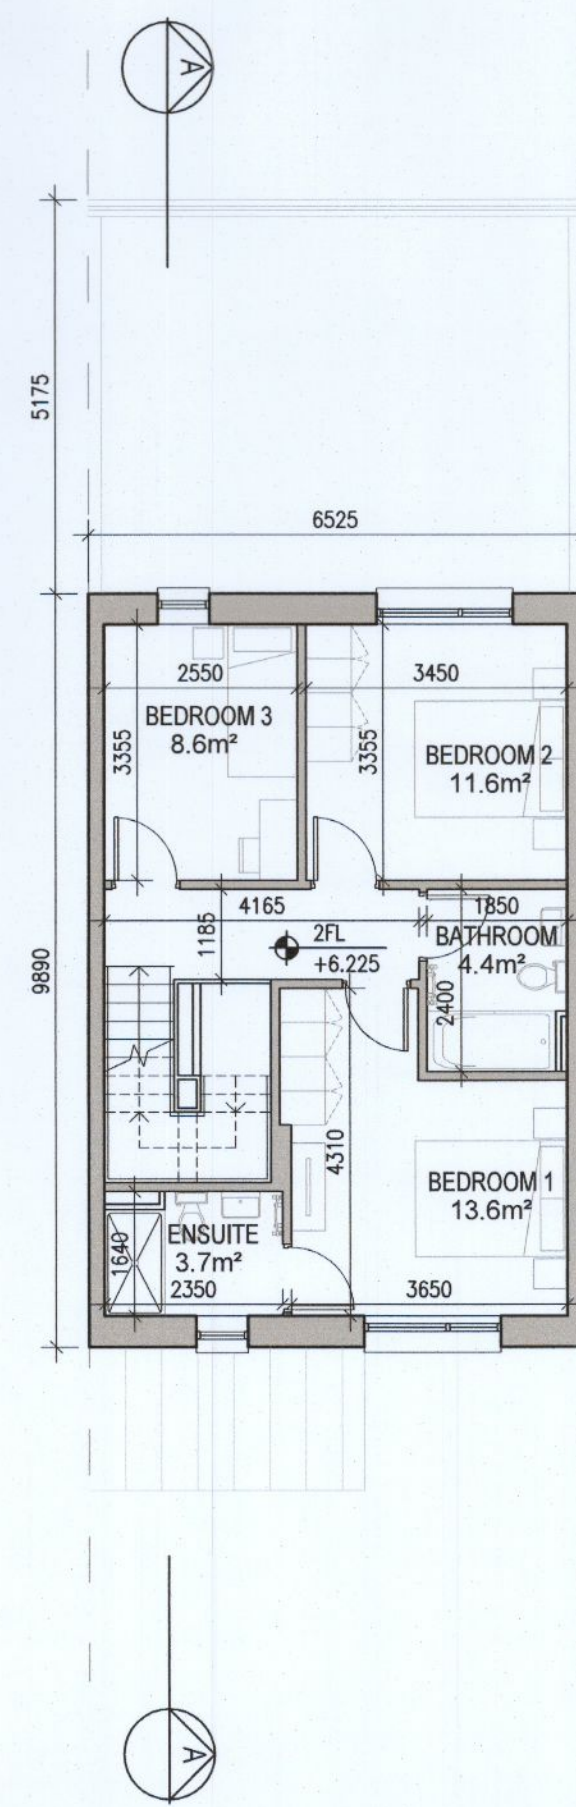 A
5175
6525
2550
3450
BEDROOM 3
8.6m²
3355
3355
BEDROOM 2
11.6m²
9890
4165
1185
1850
2FL
+6.225
BATHROOM
4.4m²
2400
4310
BEDROOM 1
13.6m²
ENSUITE
3.7m²
1640
2350
3650
A